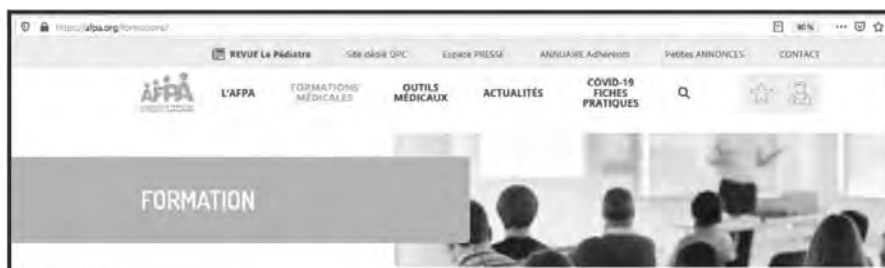 https://afpa.org/formations/
90%
REVUE Le Pédiatre Site dédié DPC Espace PRESSE ANNUAIRE Adhérents Petites ANNONCES CONTACT
AFPA
L'AFPA FORMATIONS MÉDICALES OUTILS MÉDICAUX ACTUALITÉS COVID-19 FICHES PRATIQUES
FORMATION